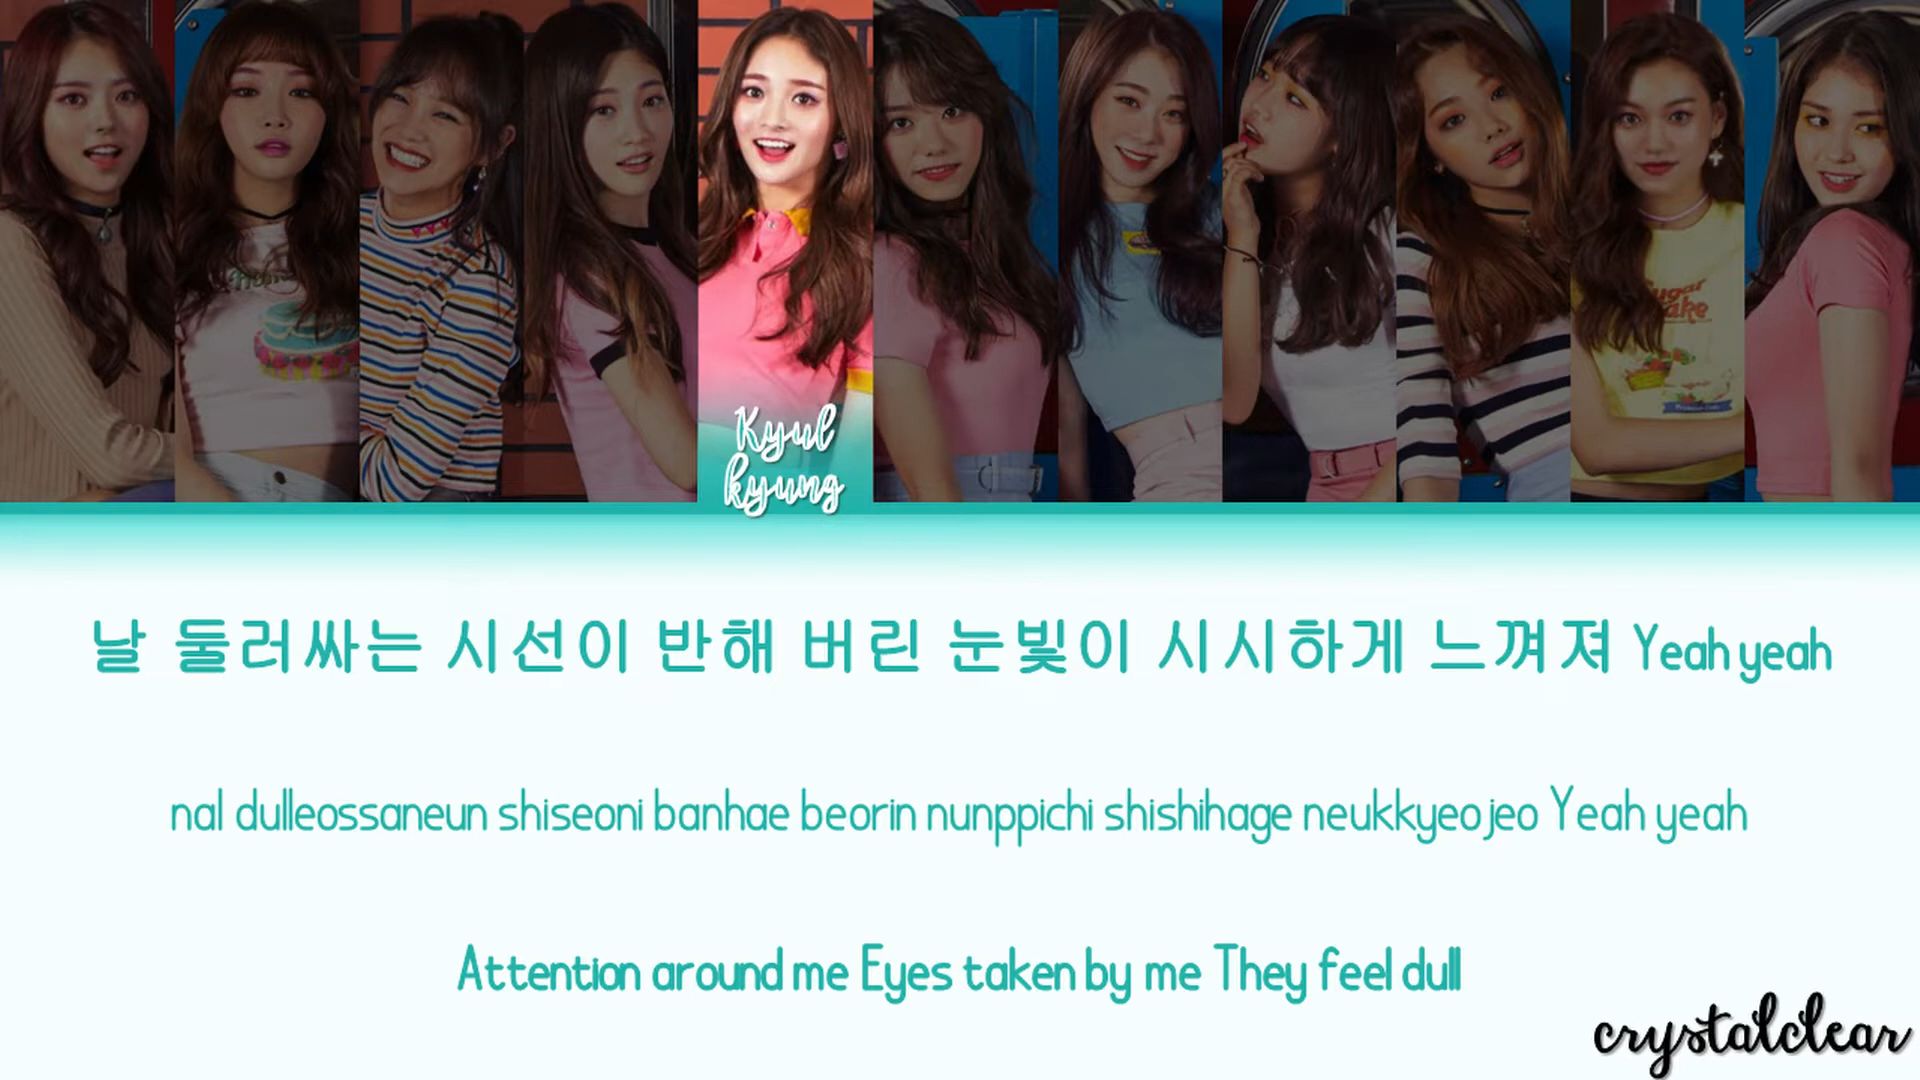 Kyul
kyung
날 둘러싸는 시선이 반해 버린 눈빛이 시시하게 느껴져 Yeah yeah
nal dulleossaneun shiseoni banhae beorin nunppichi shishihage neukkyeojeo Yeah yeah
Attention around me Eyes taken by me They feel dull
crystalclear